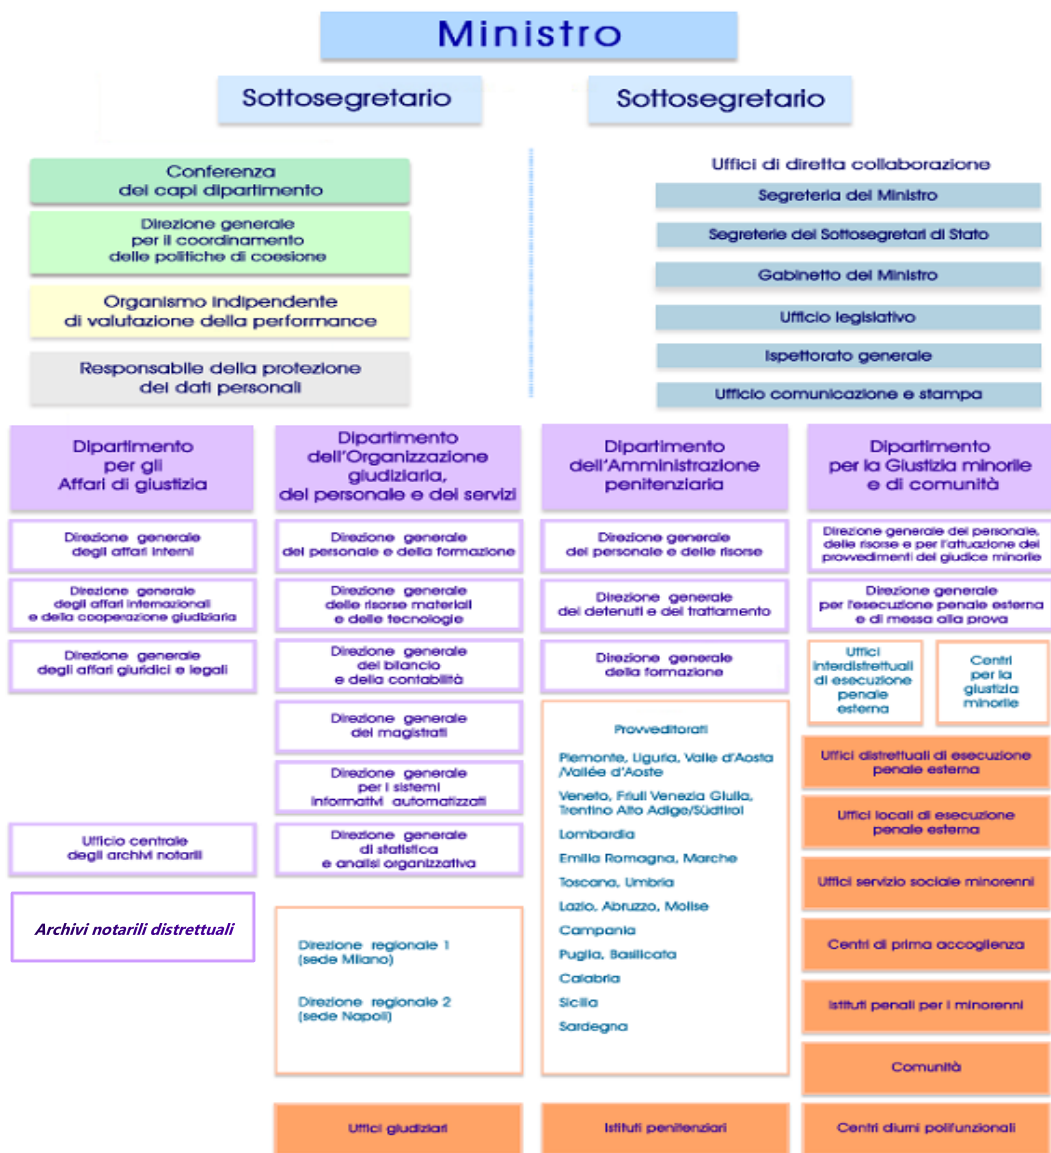 Ministro
Sottosegretario
Sottosegretario
Conferenza
dei capi dipartimento
Direzione generale
per il coordinamento
delle politiche di coesione
Organismo indipendente
di valutazione della performance
Responsabile della protezione
dei dati personali
Uffici di diretta collaborazione
Segreteria del Ministro
Segreterie dei Sottosegretari di Stato
Gabinetto del Ministro
Ufficio legislativo
Ispettorato generale
Ufficio comunicazione e stampa
Dipartimento
per gli
Affari di giustizia
Direzione generale
degli affari interni
Direzione generale
degli affari internazionali
e della cooperazione giudiziaria
Direzione generale
degli affari giuridici e legali
Ufficio centrale
degli archivi notarili
Archivi notarili distrettuali
Dipartimento
dell'Organizzazione
giudiziaria,
del personale e dei servizi
Direzione generale
del personale e della formazione
Direzione generale
delle risorse materiali
e delle tecnologie
Direzione generale
del bilancio
e della contabilità
Direzione generale
dei magistrati
Direzione generale
per i sistemi
informativi automatizzati
Direzione generale
di statistica
e analisi organizzativa
Direzione regionale 1
(sede Milano)
Direzione regionale 2
(sede Napoli)
Uffici giudiziari
Dipartimento
dell'Amministrazione
penitenziaria
Direzione generale
del personale e delle risorse
Direzione generale
dei detenuti e del trattamento
Direzione generale
della formazione
Provveditorati
Piemonte, Liguria, Valle d'Aosta
/Vallée d'Aoste
Veneto, Friuli Venezia Giulia,
Trentino Alto Adige/Südtirol
Lombardia
Emilia Romagna, Marche
Toscana, Umbria
Lazio, Abruzzo, Molise
Campania
Puglia, Basilicata
Calabria
Sicilia
Sardegna
Istituti penitenziari
Dipartimento
per la Giustizia minorile
e di comunità
Direzione generale del personale,
delle risorse e per l'attuazione dei
provvedimenti del giudice minorile
Direzione generale
per l'esecuzione penale esterna
e di messa alla prova
Uffici
interdistrettuali
di esecuzione
penale
esterna
Centri
per la
giustizia
minorile
Uffici distrettuali di esecuzione
penale esterna
Uffici locali di esecuzione
penale esterna
Uffici servizio sociale minorenni
Centri di prima accoglienza
Istituti penali per i minorenni
Comunità
Centri diurni polifunzionali